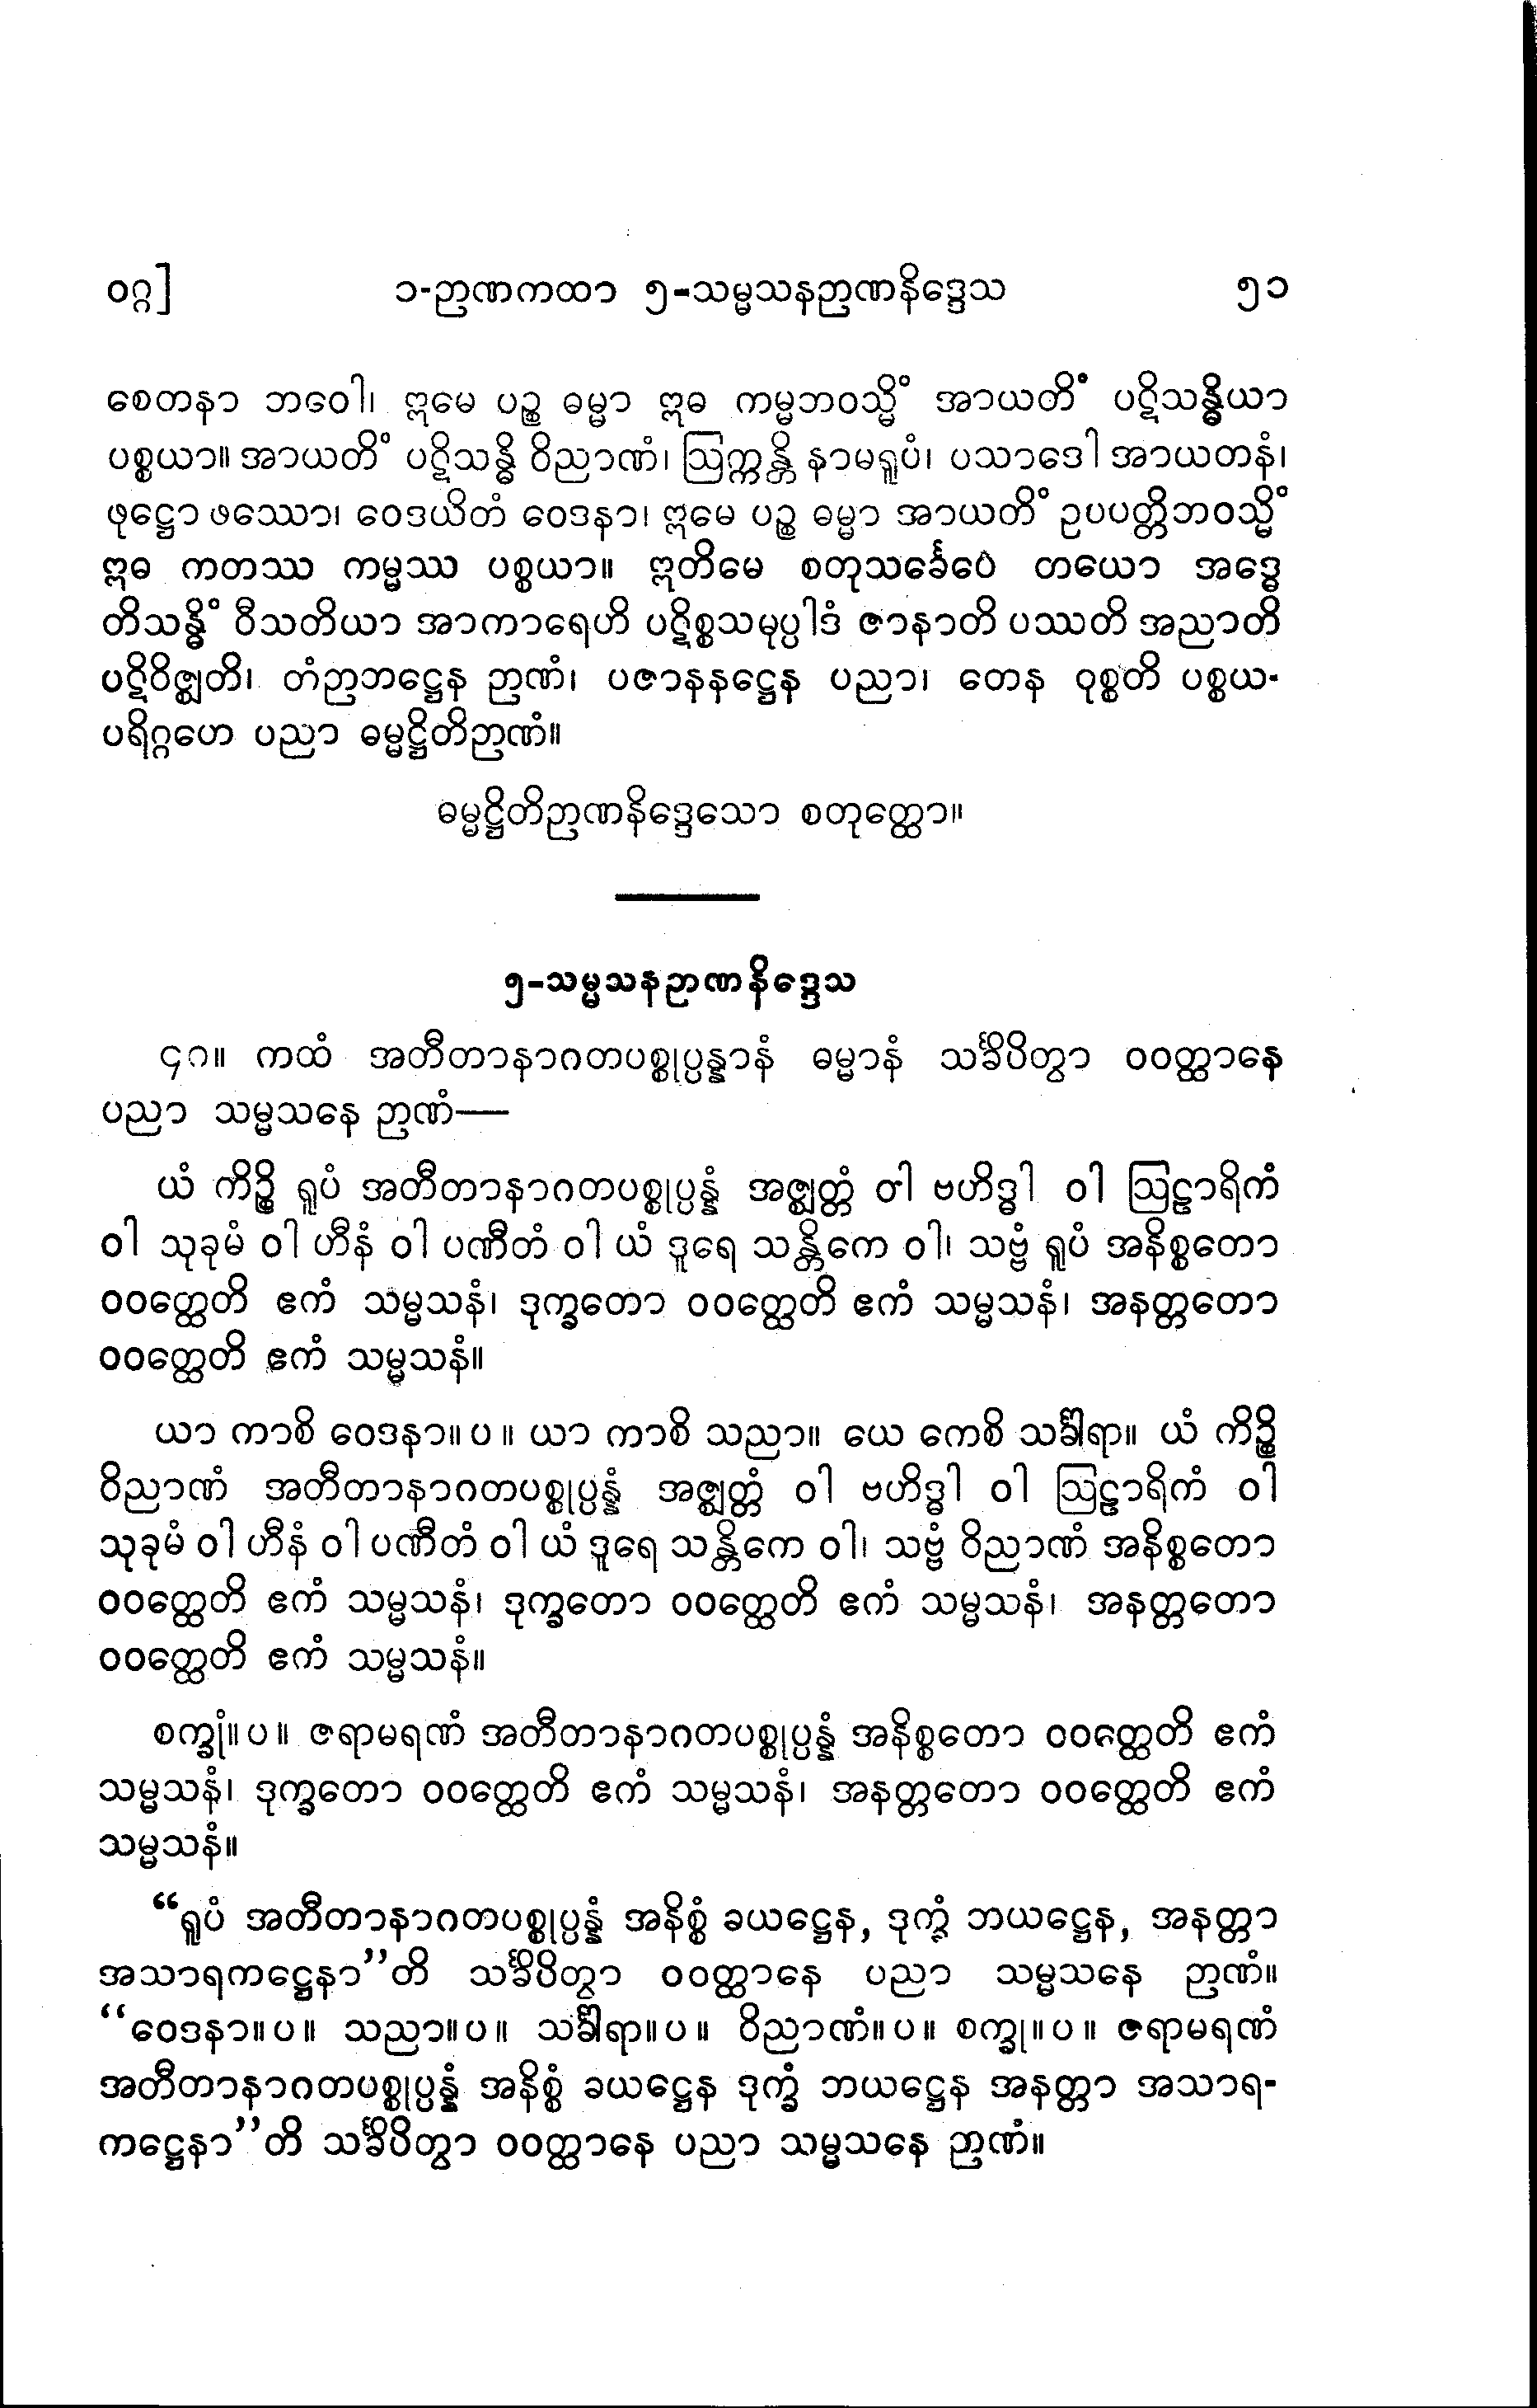 ဝဂ္ဂ] ၁-ဉာဏကထာ ၅-သမ္မသနဉာဏနိဒ္ဒေသ ၅၁
စေတနာ ဘဝေါ၊ ဣမေ ပဉ္စ ဓမ္မာ ဣဓ ကမ္မဘဝသ္မိံ အာယတိံ ပဋိသန္ဓိယာ
ပစ္စယာ။ အာယတိံ ပဋိသန္ဓိ ဝိညာဏံ၊ ဩက္ကန္တိ နာမရူပံ၊ ပသာဒေါ အာယတနံ၊
ဖုဋ္ဌော ဖဿော၊ ဝေဒယိတံ ဝေဒနာ၊ ဣမေ ပဉ္စ ဓမ္မာ အာယတိံ ဥပပတ္တိဘဝသ္မိံ
ဣဓ ကတဿ ကမ္မဿ ပစ္စယာ။ ဣတိမေ စတုသင်္ခေပေ တယော အဒ္ဓေ
တိသန္ဓိံ ဝီသတိယာ အာကာရေဟိ ပဋိစ္စသမုပ္ပါဒံ ဇာနာတိ ပဿတိ အညာတိ
ပဋိဝိဇ္ဈတိ၊ တံဉာဘဋ္ဌေန ဉာဏံ၊ ပဇာနနဋ္ဌေန ပညာ၊ တေန ဝုစ္စတိ ပစ္စယ-
ပရိဂ္ဂဟေ ပညာ ဓမ္မဋ္ဌိတိဉာဏံ။
ဓမ္မဋ္ဌိတိဉာဏနိဒ္ဒေသော စတုတ္ထော။
၅-သမ္မသနဉာဏနိဒ္ဒေသ
၄၈။ ကထံ အတီတာနာဂတပစ္စုပ္ပန္နာနံ ဓမ္မာနံ သင်္ခိပိတွာ ဝဝတ္ထာနေ
ပညာ သမ္မသနေ ဉာဏံ—
ယံ ကိဉ္စိ ရူပံ အတီတာနာဂတပစ္စုပ္ပန္နံ အဇ္ဈတ္တံ ဝါ ဗဟိဒ္ဓါ ဝါ ဩဠာရိကံ
ဝါ သုခုမံ ဝါ ဟီနံ ဝါ ပဏီတံ ဝါ ယံ ဒူရေ သန္တိကေ ဝါ၊ သဗ္ဗံ ရူပံ အနိစ္စတော
ဝဝတ္ထေတိ ဧကံ သမ္မသနံ၊ ဒုက္ခတော ဝဝတ္ထေတိ ဧကံ သမ္မသနံ၊ အနတ္တတော
ဝဝတ္ထေတိ ဧကံ သမ္မသနံ။
ယာ ကာစိ ဝေဒနာ။ ပ ။ ယာ ကာစိ သညာ။ ယေ ကေစိ သင်္ခါရာ။ ယံ ကိဉ္စိ
ဝိညာဏံ အတီတာနာဂတပစ္စုပ္ပန္နံ အဇ္ဈတ္တံ ဝါ ဗဟိဒ္ဓါ ဝါ ဩဠာရိကံ ဝါ
သုခုမံ ဝါ ဟီနံ ဝါ ပဏီတံ ဝါ ယံ ဒူရေ သန္တိကေ ဝါ၊ သဗ္ဗံ ဝိညာဏံ အနိစ္စတော
ဝဝတ္ထေတိ ဧကံ သမ္မသနံ၊ ဒုက္ခတော ဝဝတ္ထေတိ ဧကံ သမ္မသနံ၊ အနတ္တတော
ဝဝတ္ထေတိ ဧကံ သမ္မသနံ။
စက္ခုံ။ ပ ။ ဇရာမရဏံ အတီတာနာဂတပစ္စုပ္ပန္နံ အနိစ္စတော ဝဝတ္ထေတိ ဧကံ
သမ္မသနံ၊ ဒုက္ခတော ဝဝတ္ထေတိ ဧကံ သမ္မသနံ၊ အနတ္တတော ဝဝတ္ထေတိ ဧကံ
သမ္မသနံ။
“ရူပံ အတီတာနာဂတပစ္စုပ္ပန္နံ အနိစ္စံ ခယဋ္ဌေန, ဒုက္ခံ ဘယဋ္ဌေန, အနတ္တာ
အသာရကဋ္ဌေနာ”တိ သင်္ခိပိတွာ ဝဝတ္ထာနေ ပညာ သမ္မသနေ ဉာဏံ။
“ဝေဒနာ။ ပ ။ သညာ။ ပ ။ သင်္ခါရာ။ ပ ။ ဝိညာဏံ။ ပ ။ စက္ခု။ ပ ။ ဇရာမရဏံ
အတီတာနာဂတပစ္စုပ္ပန္နံ အနိစ္စံ ခယဋ္ဌေန ဒုက္ခံ ဘယဋ္ဌေန အနတ္တာ အသာရ-
ကဋ္ဌေနာ”တိ သင်္ခိပိတွာ ဝဝတ္ထာနေ ပညာ သမ္မသနေ ဉာဏံ။